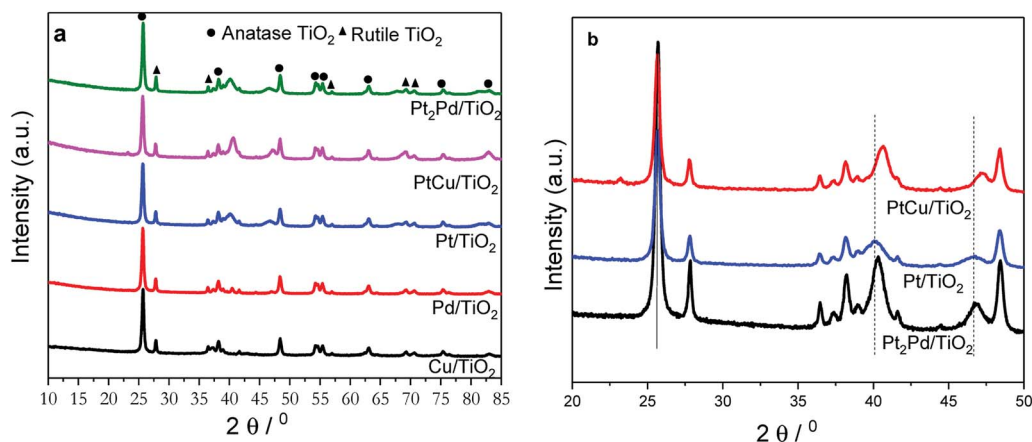 a
● Anatase TiO₂ ▲ Rutile TiO₂
Pt₂Pd/TiO₂
PtCu/TiO₂
Pt/TiO₂
Pd/TiO₂
Cu/TiO₂
Intensity (a.u.)
10 15 20 25 30 35 40 45 50 55 60 65 70 75 80 85
2 θ / ⁰
b
PtCu/TiO₂
Pt/TiO₂
Pt₂Pd/TiO₂
Intensity (a.u.)
20 25 30 35 40 45 50
2 θ / ⁰